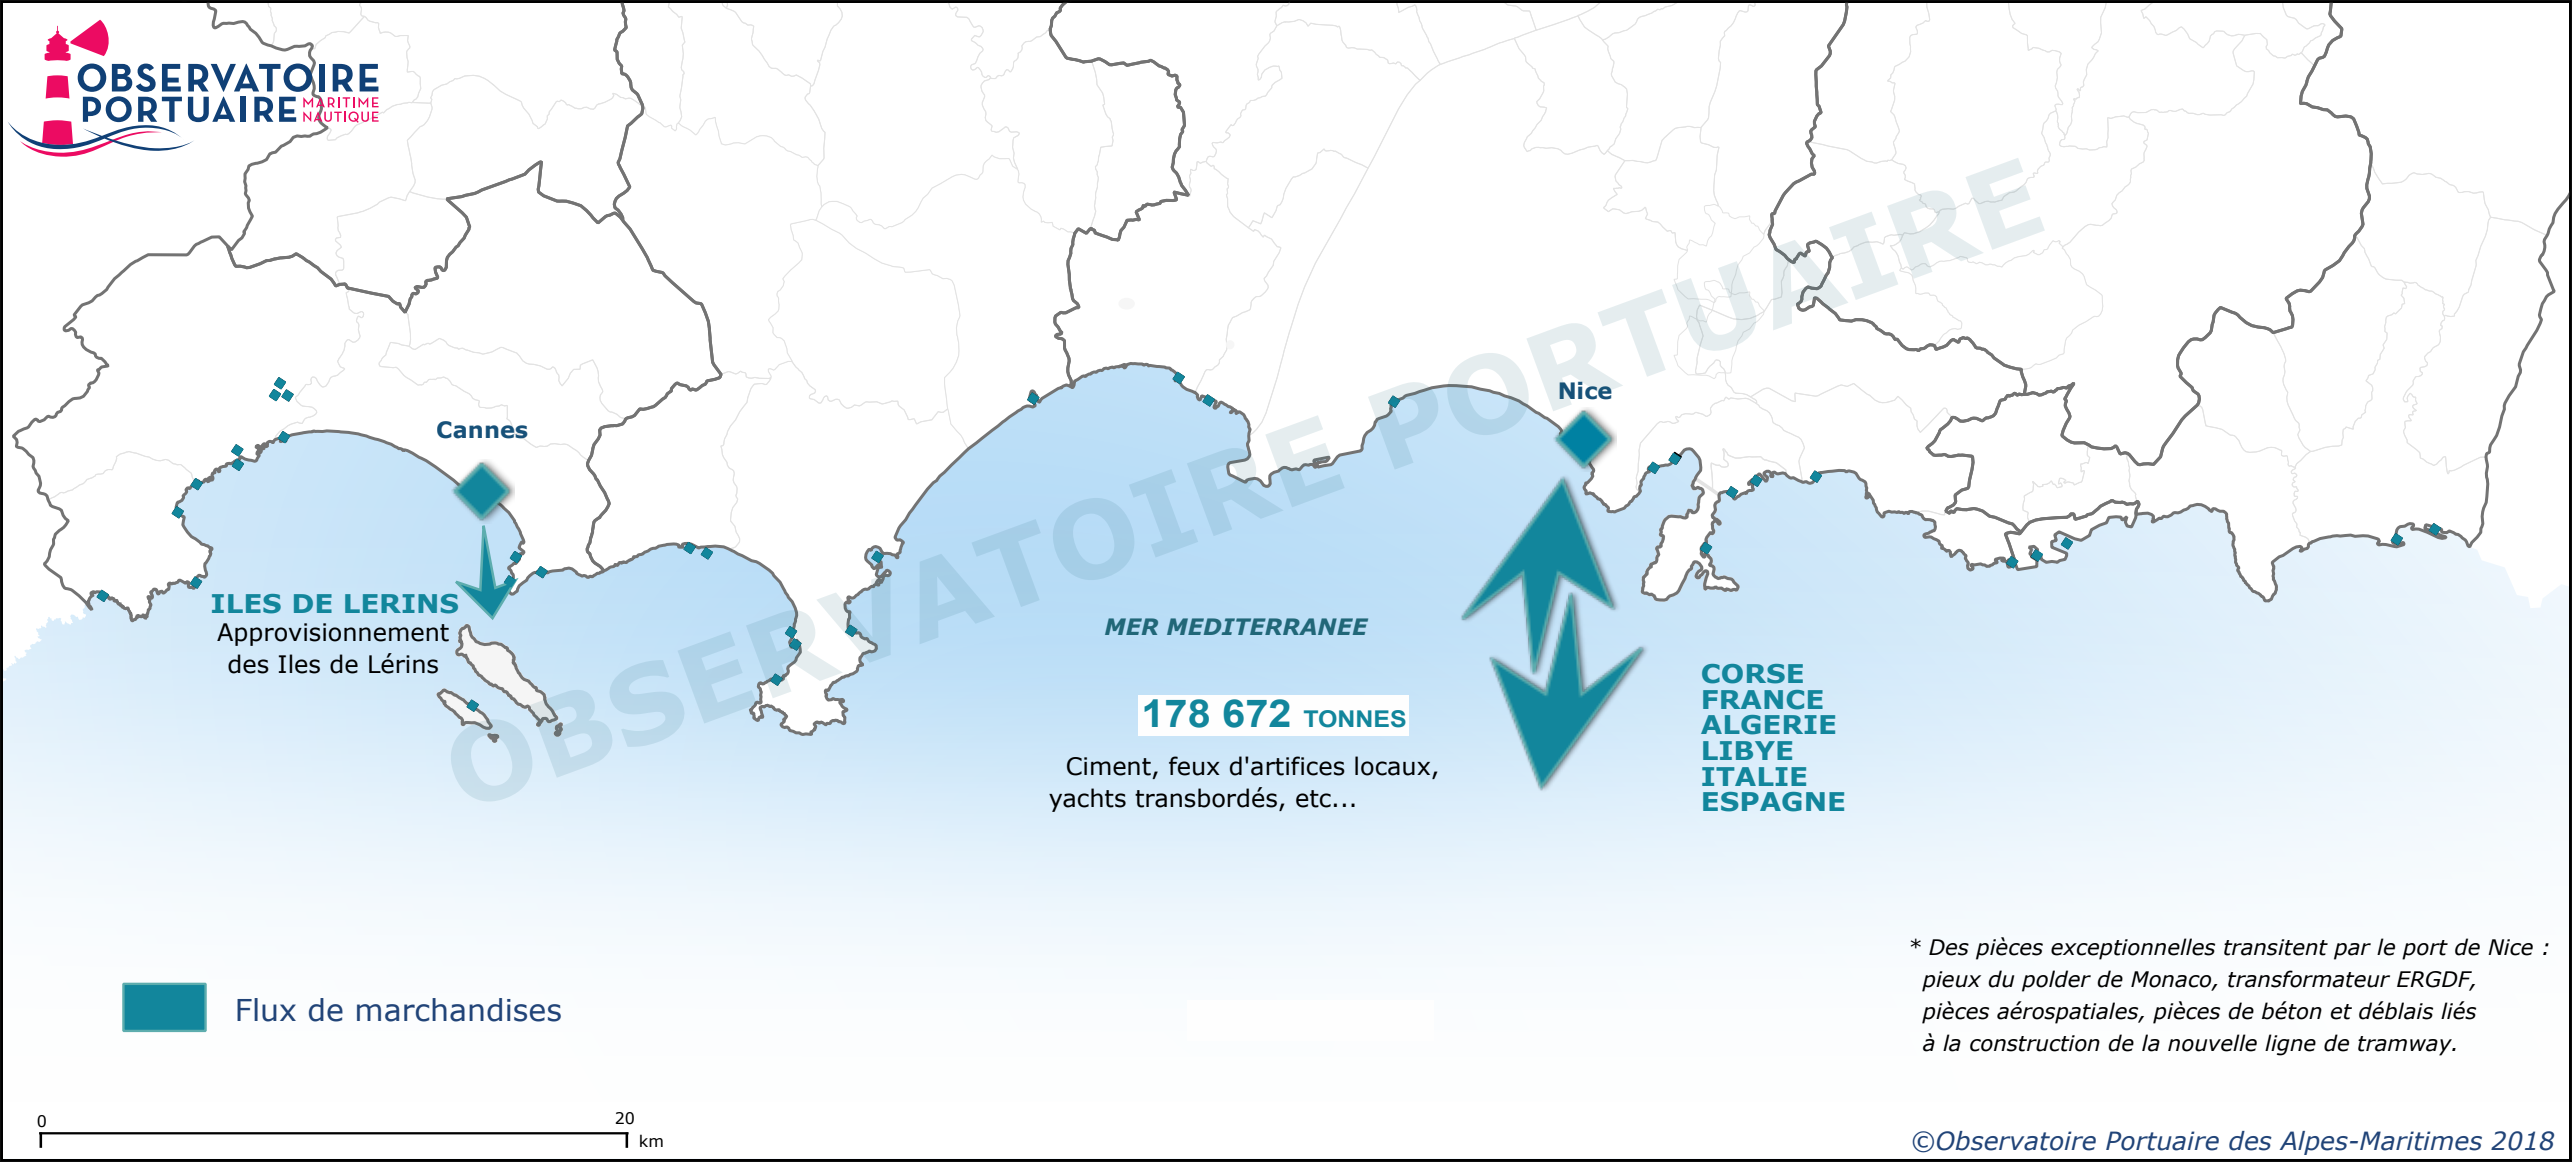 OBSERVATOIRE
PORTUAIRE MARITIME
NAUTIQUE
OBSERVATOIRE PORTUAIRE
Nice
Cannes
ILES DE LERINS
Approvisionnement
des Iles de Lérins
MER MEDITERRANEE
178 672 TONNES
Ciment, feux d'artifices locaux,
yachts transbordés, etc...
CORSE
FRANCE
ALGERIE
LIBYE
ITALIE
ESPAGNE
* Des pièces exceptionnelles transitent par le port de Nice :
pieux du polder de Monaco, transformateur ERGDF,
pièces aérospatiales, pièces de béton et déblais liés
à la construction de la nouvelle ligne de tramway.
Flux de marchandises
0 20
km
©Observatoire Portuaire des Alpes-Maritimes 2018